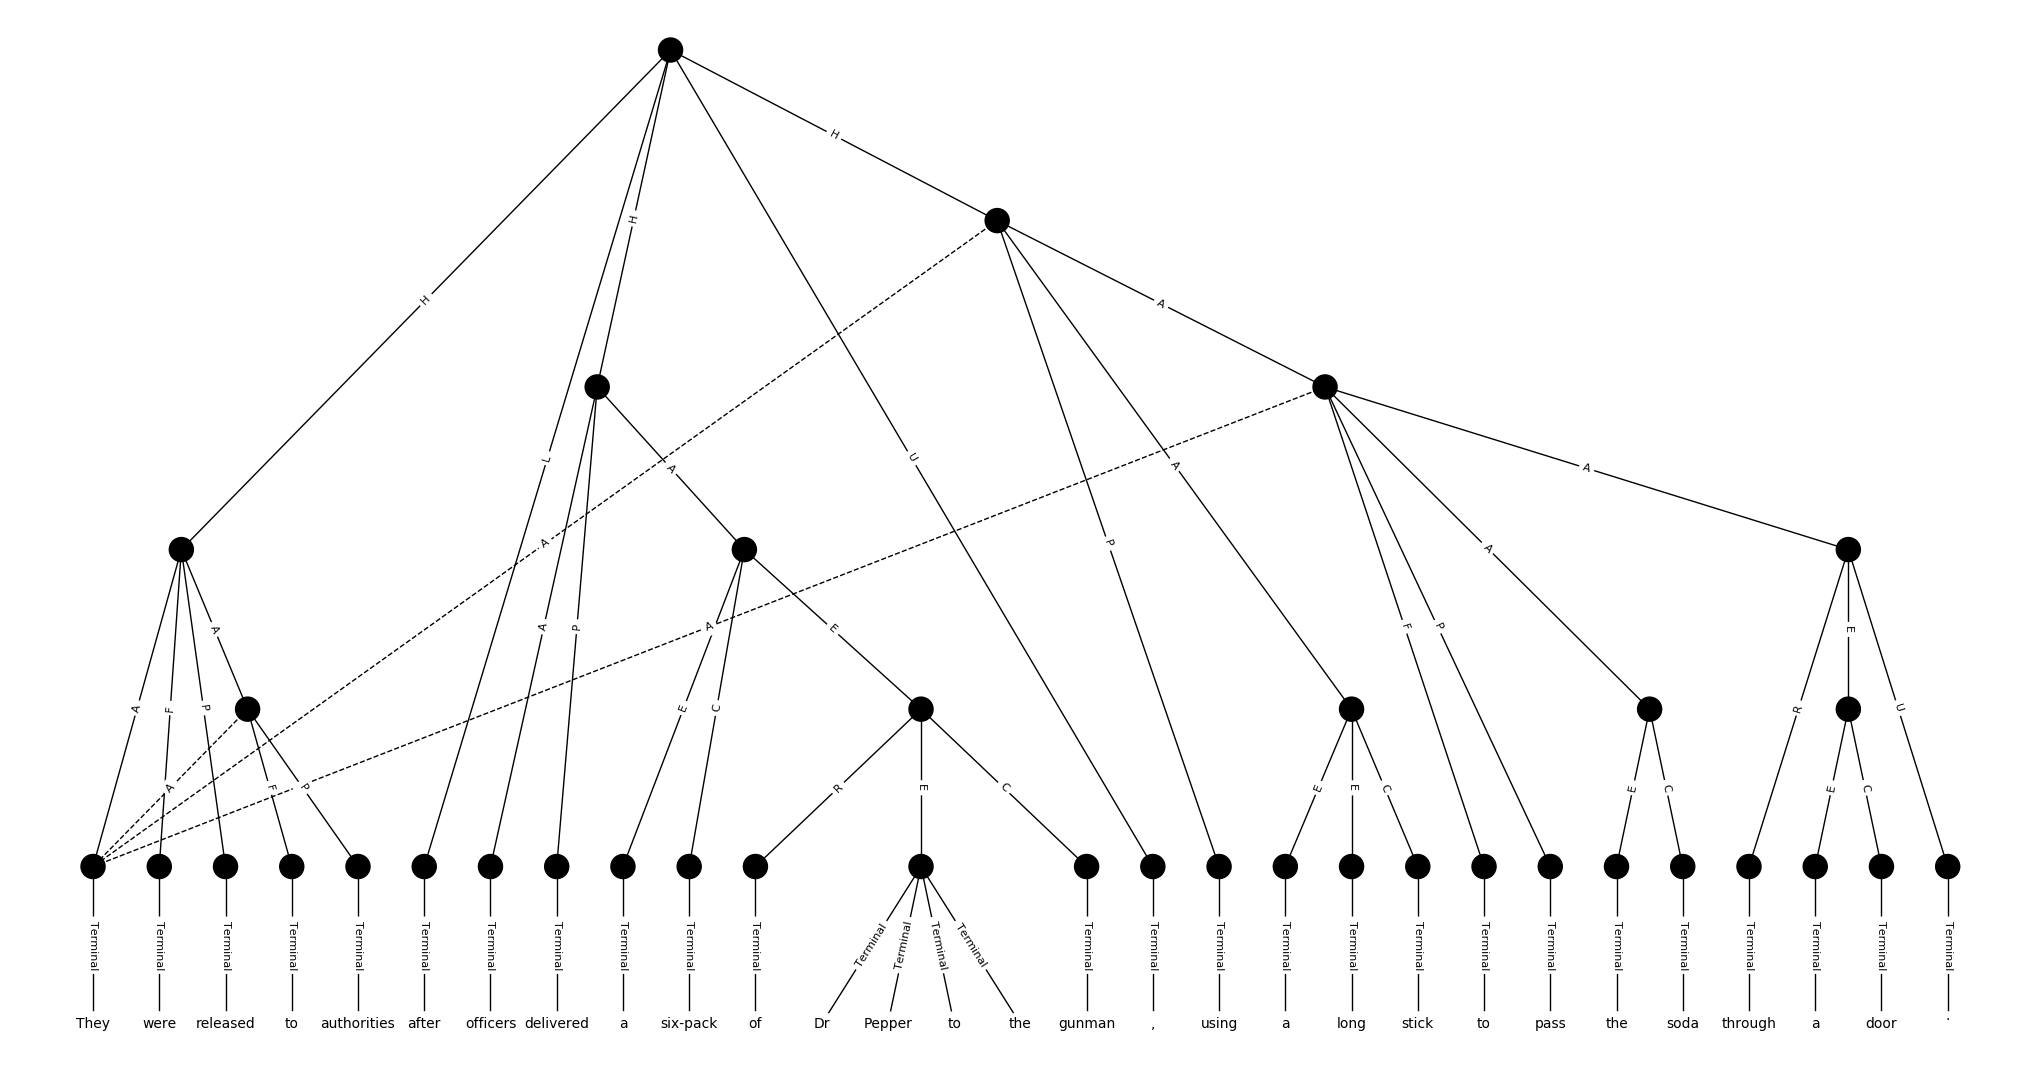 H
H
A
H
L
U
A
A
A
P
A
A
A
F
P
A
E
A
P
A
E
E
A
F
P
E
C
R
U
A
F
P
R
E
C
E
E
C
E
C
E
C
Terminal Terminal Terminal Terminal Terminal Terminal Terminal Terminal Terminal Terminal Terminal Terminal Terminal Terminal Terminal Terminal Terminal Terminal Terminal Terminal Terminal Terminal Terminal Terminal Terminal Terminal Terminal Terminal Terminal
They were released to authorities after officers delivered a six-pack of Dr Pepper to the gunman , using a long stick to pass the soda through a door .